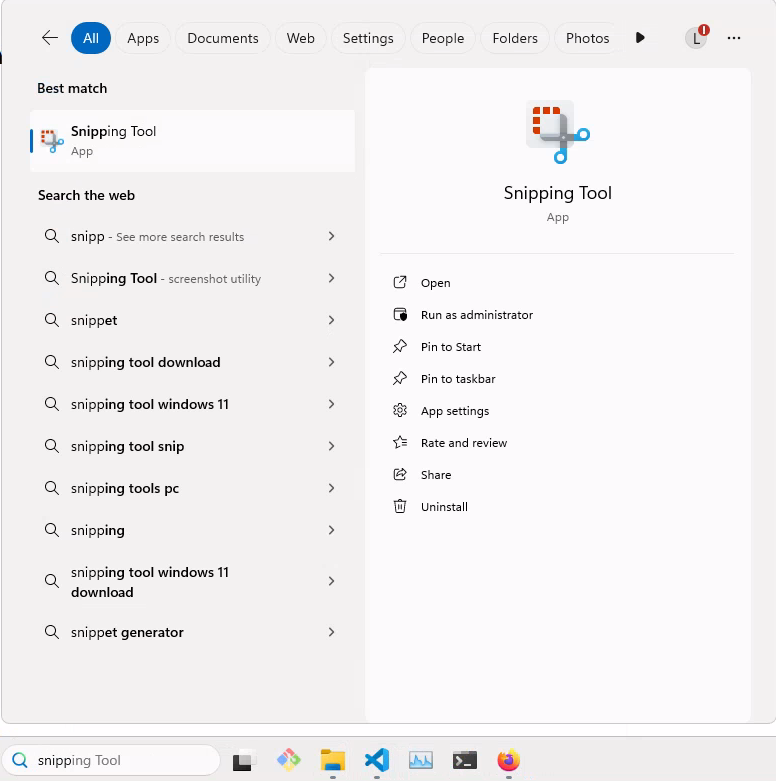 All Apps Documents Web Settings People Folders Photos L
Best match
Snipping Tool
App
Search the web
snipp - See more search results
Snipping Tool - screenshot utility
snippet
snipping tool download
snipping tool windows 11
snipping tool snip
snipping tools pc
snipping
snipping tool windows 11
download
snippet generator
Snipping Tool
App
Open
Run as administrator
Pin to Start
Pin to taskbar
App settings
Rate and review
Share
Uninstall
snipping Tool